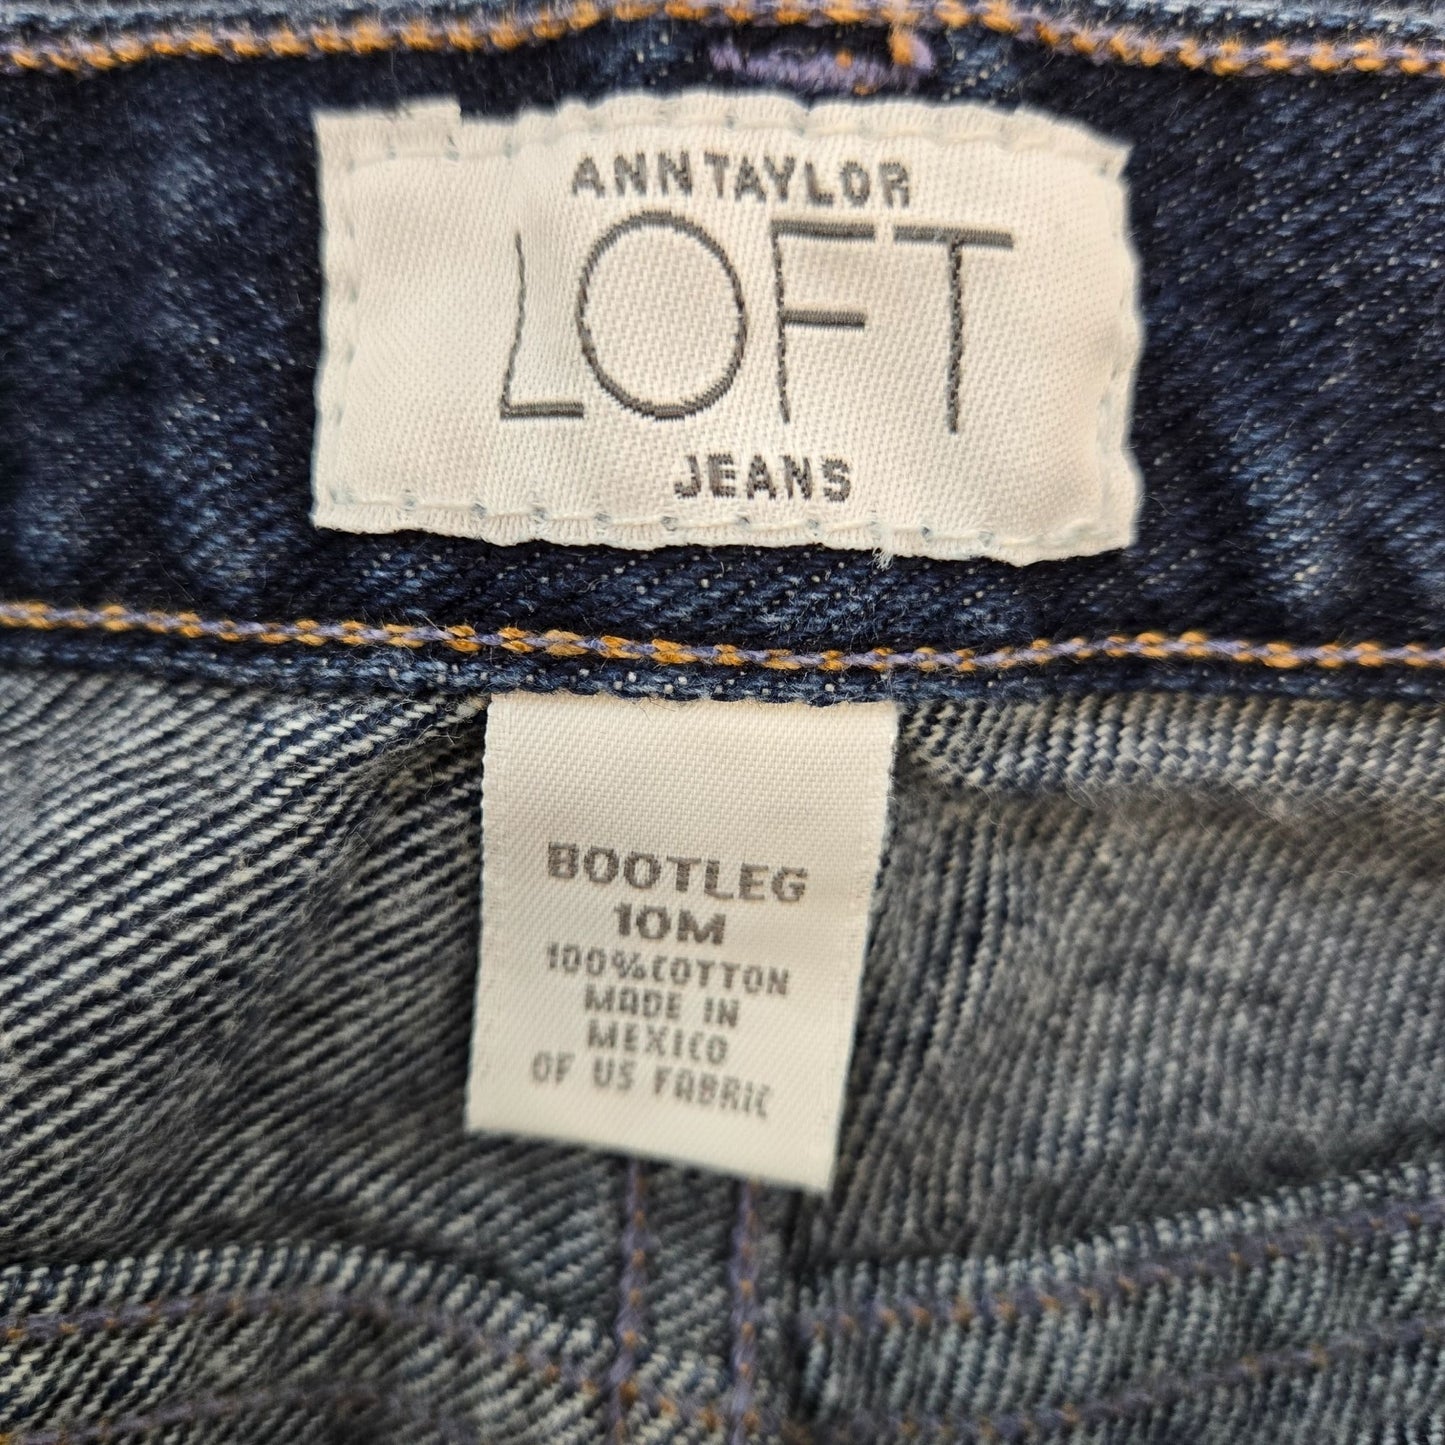 ANNTAYLOR
LOFT
JEANS
BOOTLEG
10M
100%COTTON
MADE IN
MEXICO
OF US FABRIC